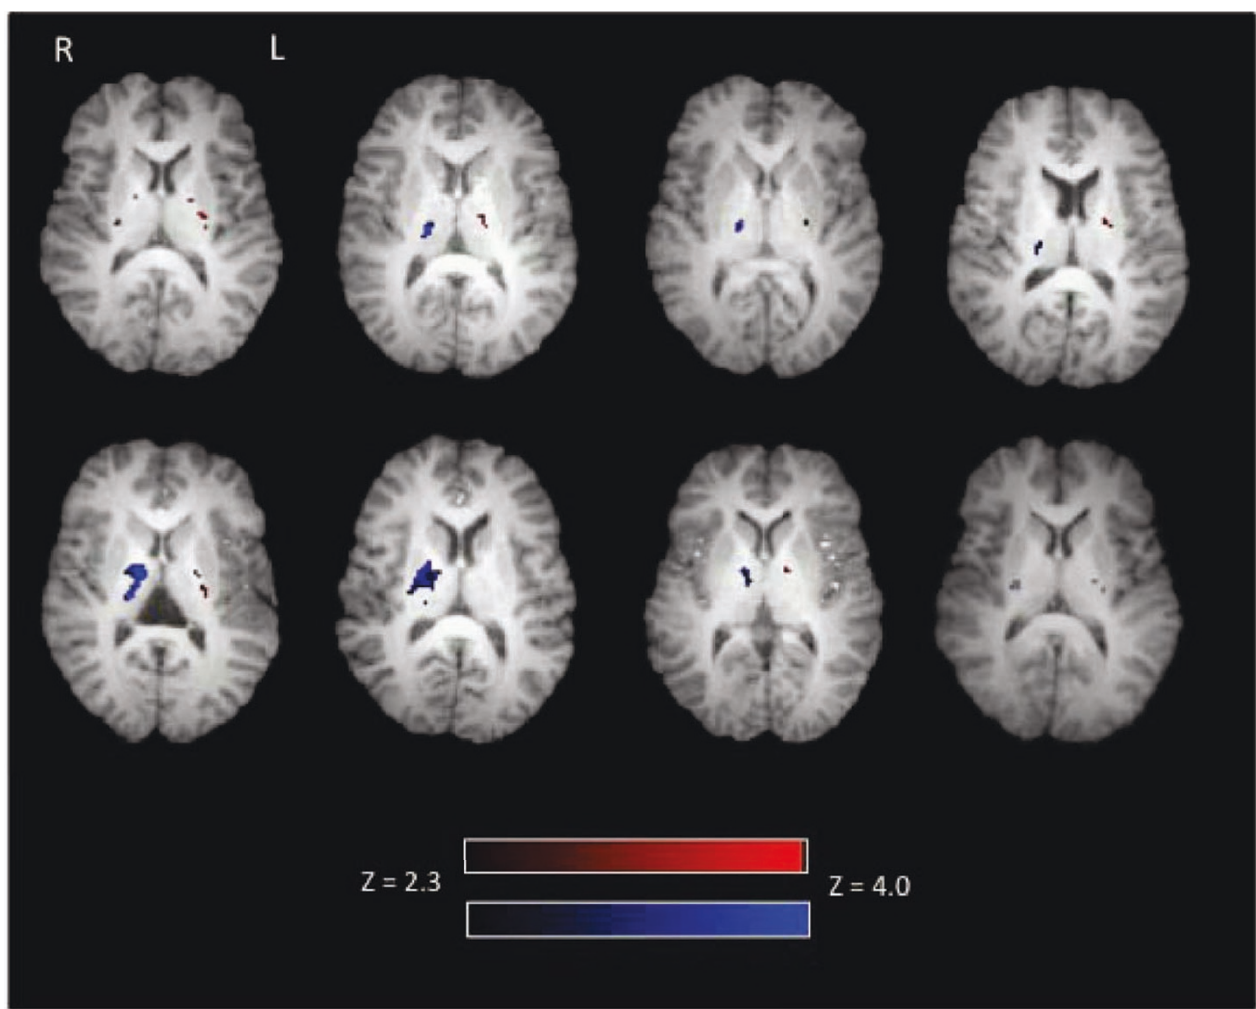 R L
Z = 2.3
Z = 4.0